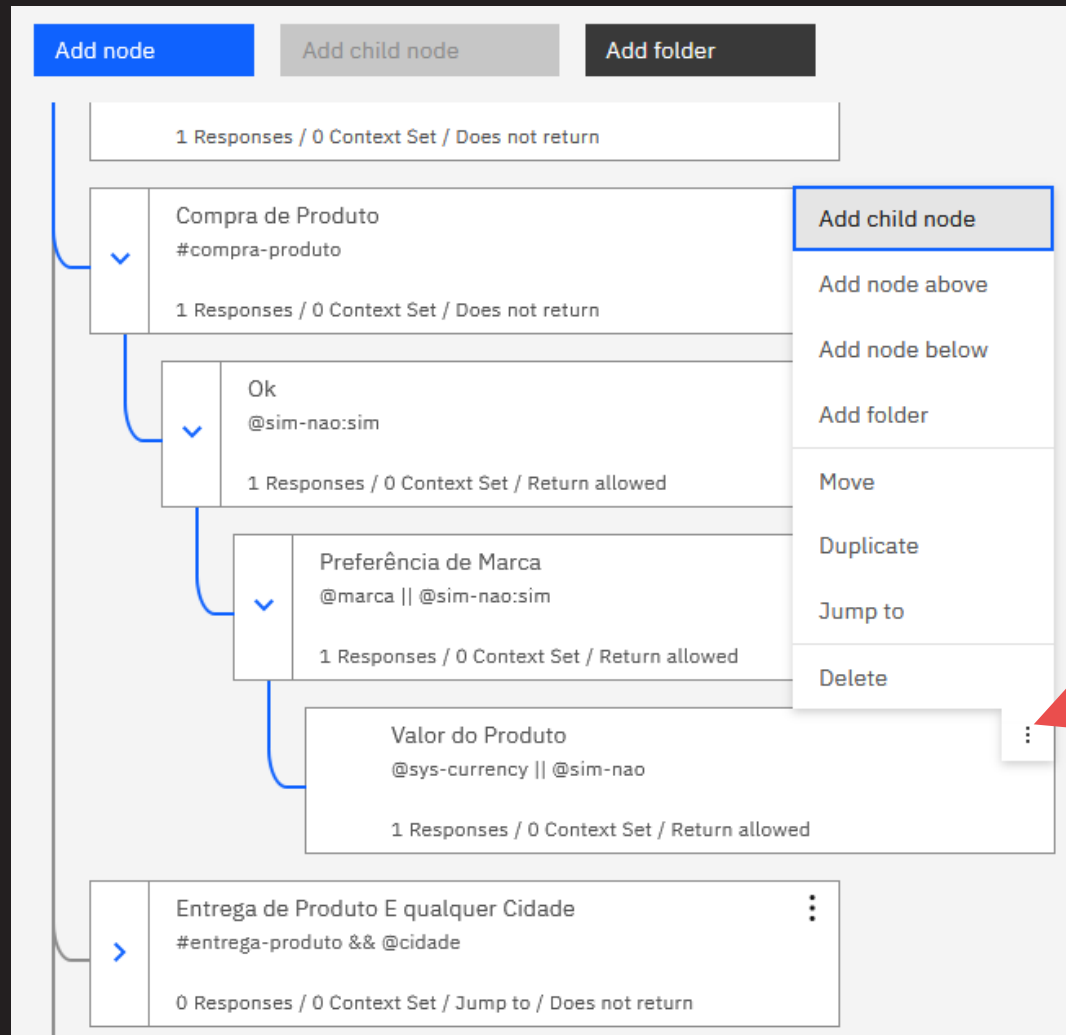 Add node
Add child node
Add folder
1 Responses / 0 Context Set / Does not return
Compra de Produto
#compra-produto
1 Responses / 0 Context Set / Does not return
Ok
@sim-nao:sim
1 Responses / 0 Context Set / Return allowed
Preferência de Marca
@marca || @sim-nao:sim
1 Responses / 0 Context Set / Return allowed
Valor do Produto
@sys-currency || @sim-nao
1 Responses / 0 Context Set / Return allowed
Entrega de Produto E qualquer Cidade
#entrega-produto && @cidade
0 Responses / 0 Context Set / Jump to / Does not return
Add child node
Add node above
Add node below
Add folder
Move
Duplicate
Jump to
Delete